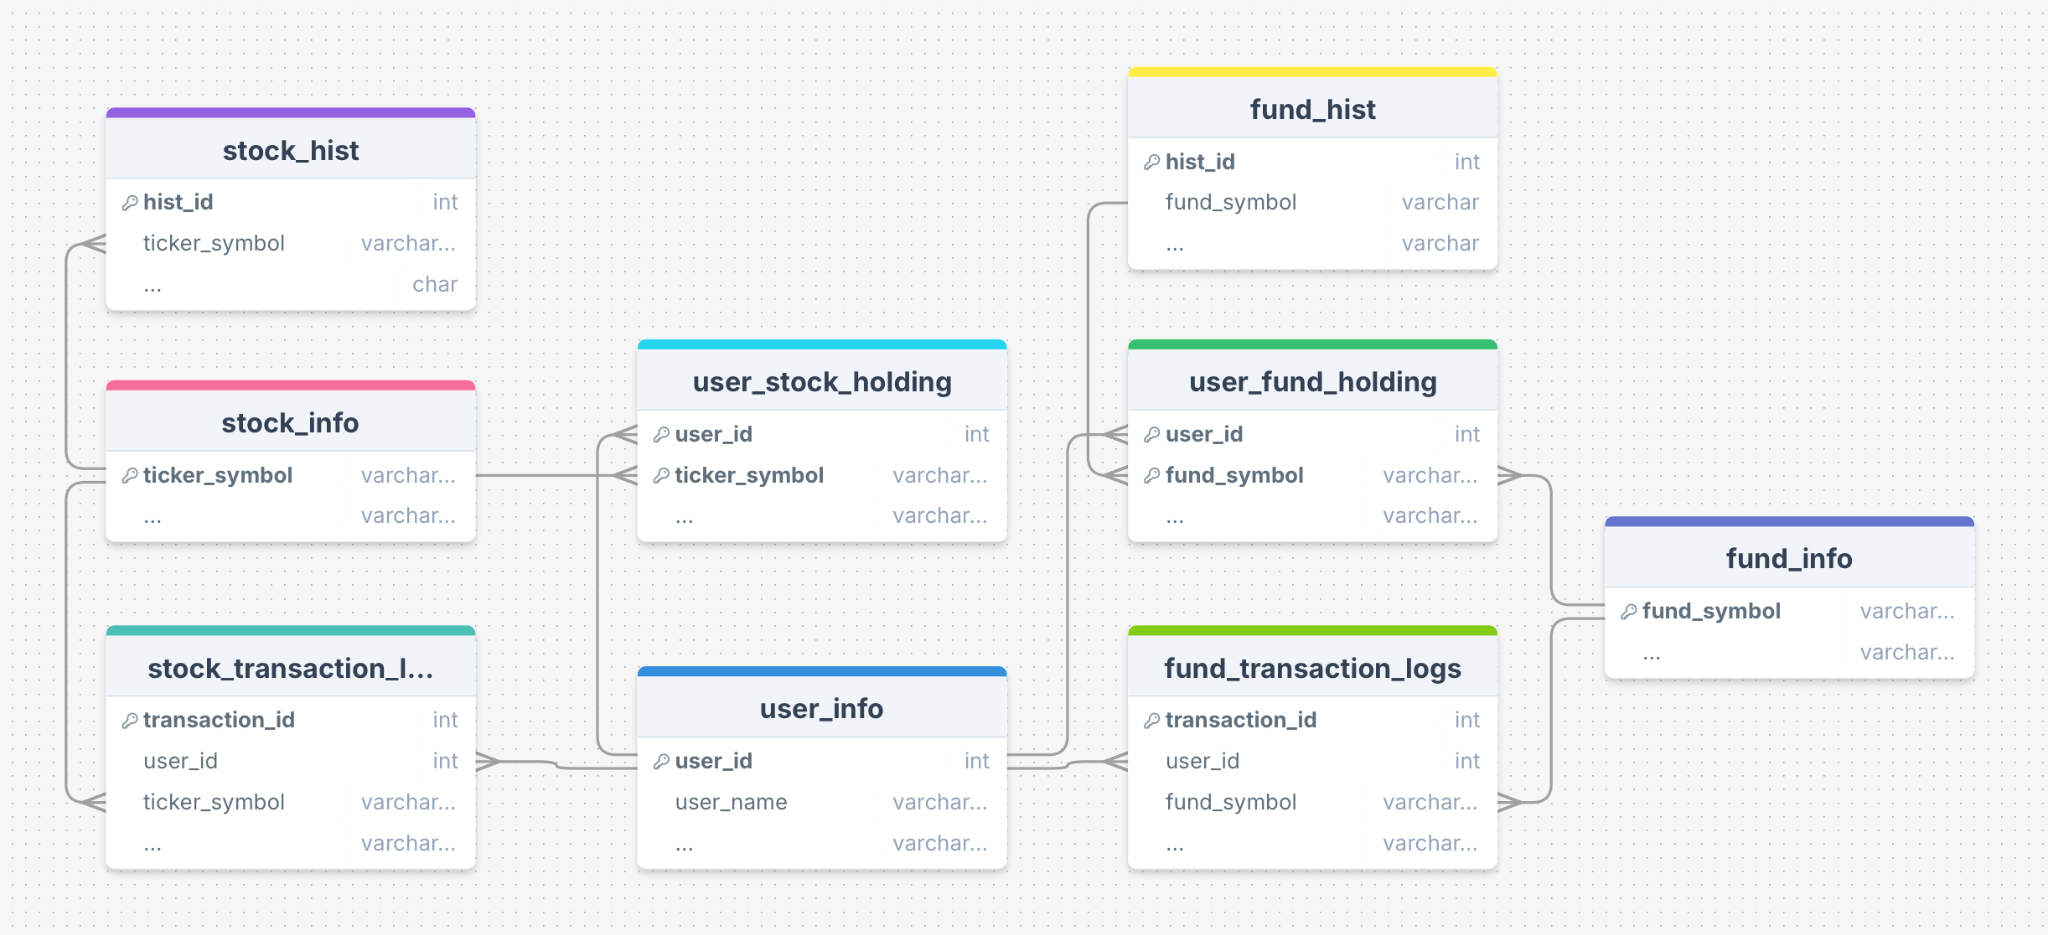 stock_hist
hist_id int
ticker_symbol varchar...
... char
stock_info
ticker_symbol varchar...
... varchar...
stock_transaction_l...
transaction_id int
user_id int
ticker_symbol varchar...
... varchar...
user_stock_holding
user_id int
ticker_symbol varchar...
... varchar...
user_info
user_id int
user_name varchar...
... varchar...
fund_hist
hist_id int
fund_symbol varchar
... varchar
user_fund_holding
user_id int
fund_symbol varchar...
... varchar...
fund_transaction_logs
transaction_id int
user_id int
fund_symbol varchar...
... varchar...
fund_info
fund_symbol varchar...
... varchar...